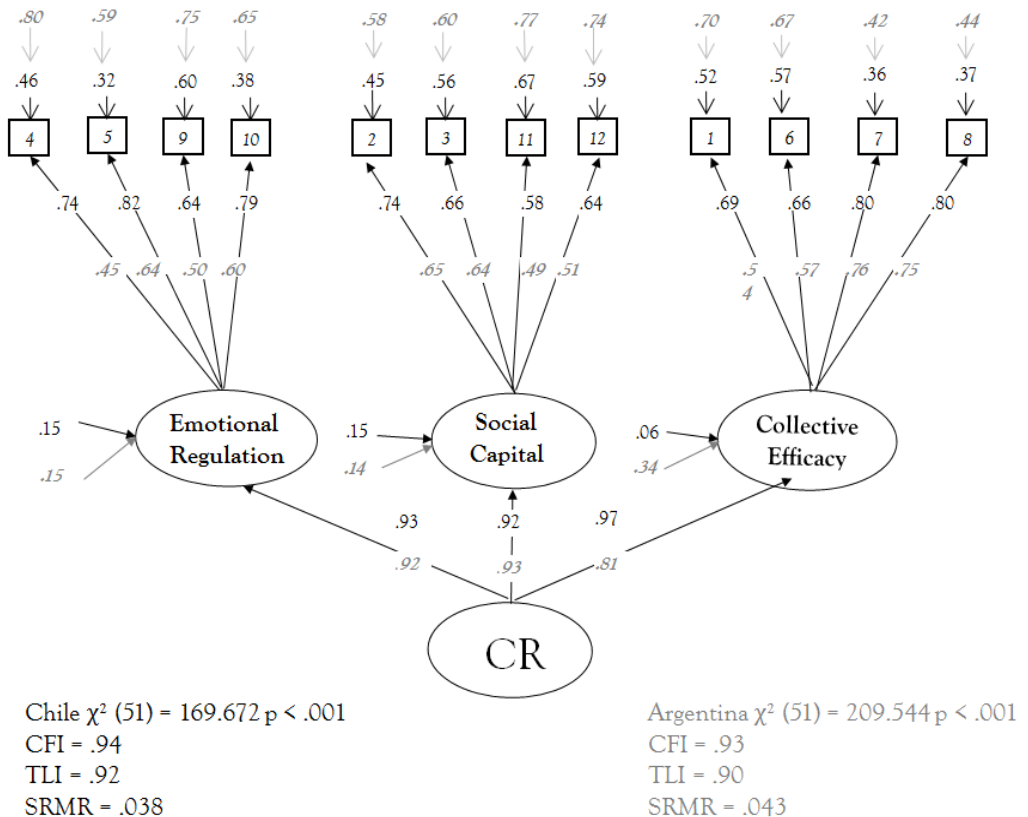 .80 .59 .75 .65 .58 .60 .77 .74 .70 .67 .42 .44
.46 .32 .60 .38 .45 .56 .67 .59 .52 .57 .36 .37
4 5 9 10 2 3 11 12 1 6 7 8
.74 .82 .64 .79 .74 .66 .58 .64 .69 .66 .80 .80
.45 .64 .50 .60 .65 .64 .49 .51 .5 .57 .76 .75
4
Emotional
Regulation
.15
.15
Social
Capital
.15
.14
Collective
Efficacy
.06
.34
.93 .92 .97
.92 .93 .81
CR
Chile χ² (51) = 169.672 p < .001
CFI = .94
TLI = .92
SRMR = .038
Argentina χ² (51) = 209.544 p < .001
CFI = .93
TLI = .90
SRMR = .043